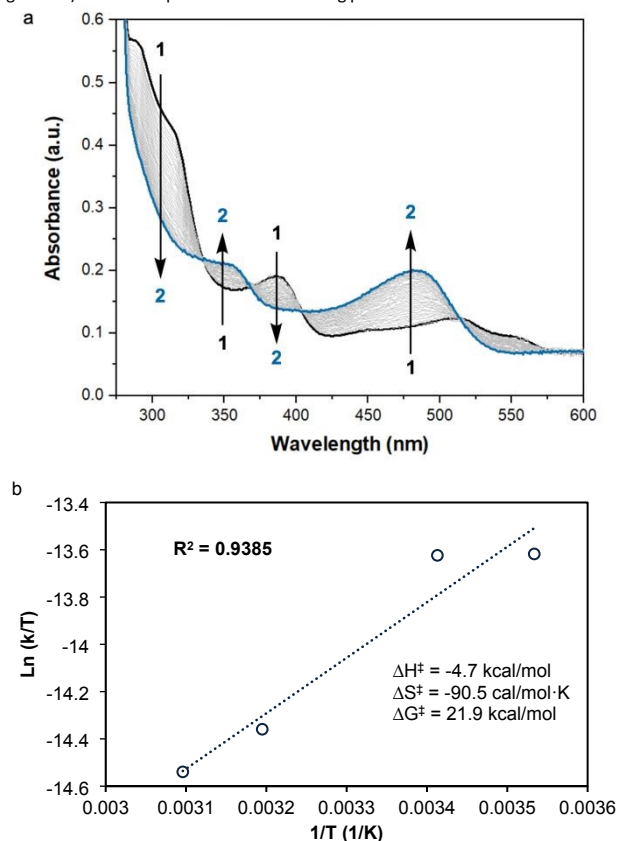 a
0.6
0.5
0.4
0.3
0.2
0.1
0.0
Absorbance (a.u.)
1
2
2
1
1
2
2
1
300 350 400 450 500 550 600
Wavelength (nm)
b
-13.4
-13.6
-13.8
-14
-14.2
-14.4
-14.6
Ln (k/T)
R² = 0.9385
ΔH‡ = -4.7 kcal/mol
ΔS‡ = -90.5 cal/mol·K
ΔG‡ = 21.9 kcal/mol
0.003 0.0031 0.0032 0.0033 0.0034 0.0035 0.0036
1/T (1/K)